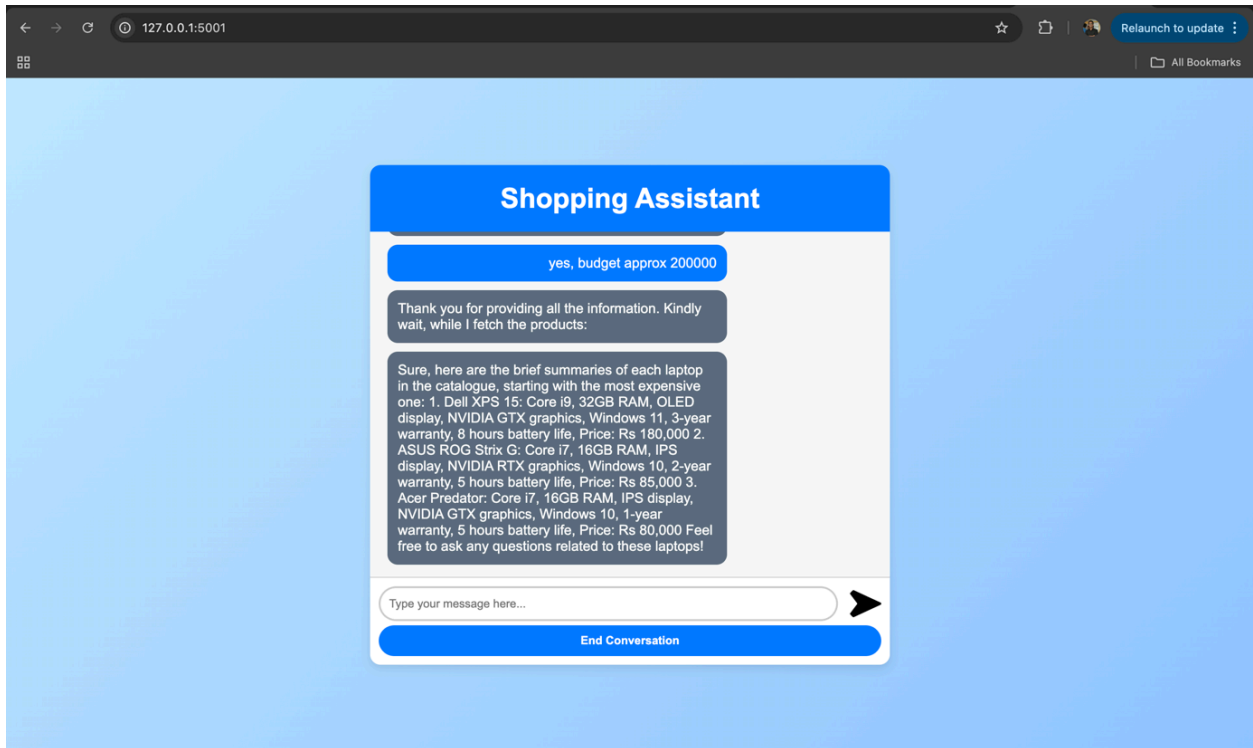 127.0.0.1:5001
Relaunch to update
All Bookmarks
Shopping Assistant
yes, budget approx 200000
Thank you for providing all the information. Kindly
wait, while I fetch the products:
Sure, here are the brief summaries of each laptop
in the catalogue, starting with the most expensive
one: 1. Dell XPS 15: Core i9, 32GB RAM, OLED
display, NVIDIA GTX graphics, Windows 11, 3-year
warranty, 8 hours battery life, Price: Rs 180,000 2.
ASUS ROG Strix G: Core i7, 16GB RAM, IPS
display, NVIDIA RTX graphics, Windows 10, 2-year
warranty, 5 hours battery life, Price: Rs 85,000 3.
Acer Predator: Core i7, 16GB RAM, IPS display,
NVIDIA GTX graphics, Windows 10, 1-year
warranty, 5 hours battery life, Price: Rs 80,000 Feel
free to ask any questions related to these laptops!
Type your message here...
End Conversation